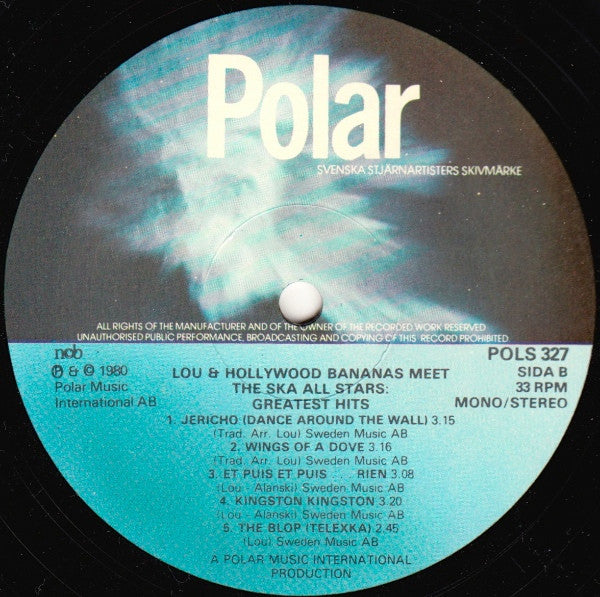 Polar
SVENSKA STJÄRNARTISTERS SKIVMÄRKE
ALL RIGHTS OF THE MANUFACTURER AND OF THE OWNER OF THE RECORDED WORK RESERVED
UNAUTHORISED PUBLIC PERFORMANCE, BROADCASTING AND COPYING OF THIS RECORD PROHIBITED
ncb
POLS 327
℗ & © 1980
LOU & HOLLYWOOD BANANAS MEET
SIDA B
Polar Music
THE SKA ALL STARS:
33 RPM
International AB
GREATEST HITS
MONO/STEREO
1. JERICHO (DANCE AROUND THE WALL) 3.15
(Trad. Arr. Lou) Sweden Music AB
2. WINGS OF A DOVE 3.16
(Trad. Arr. Lou) Sweden Music AB
3. ET PUIS ET PUIS . . . RIEN 3.08
(Lou - Alanski) Sweden Music AB
4. KINGSTON KINGSTON 3.20
(Lou - Alanski) Sweden Music AB
5. THE BLOP (TELEXKA) 2.45
(Lou) Sweden Music AB
A POLAR MUSIC INTERNATIONAL
PRODUCTION